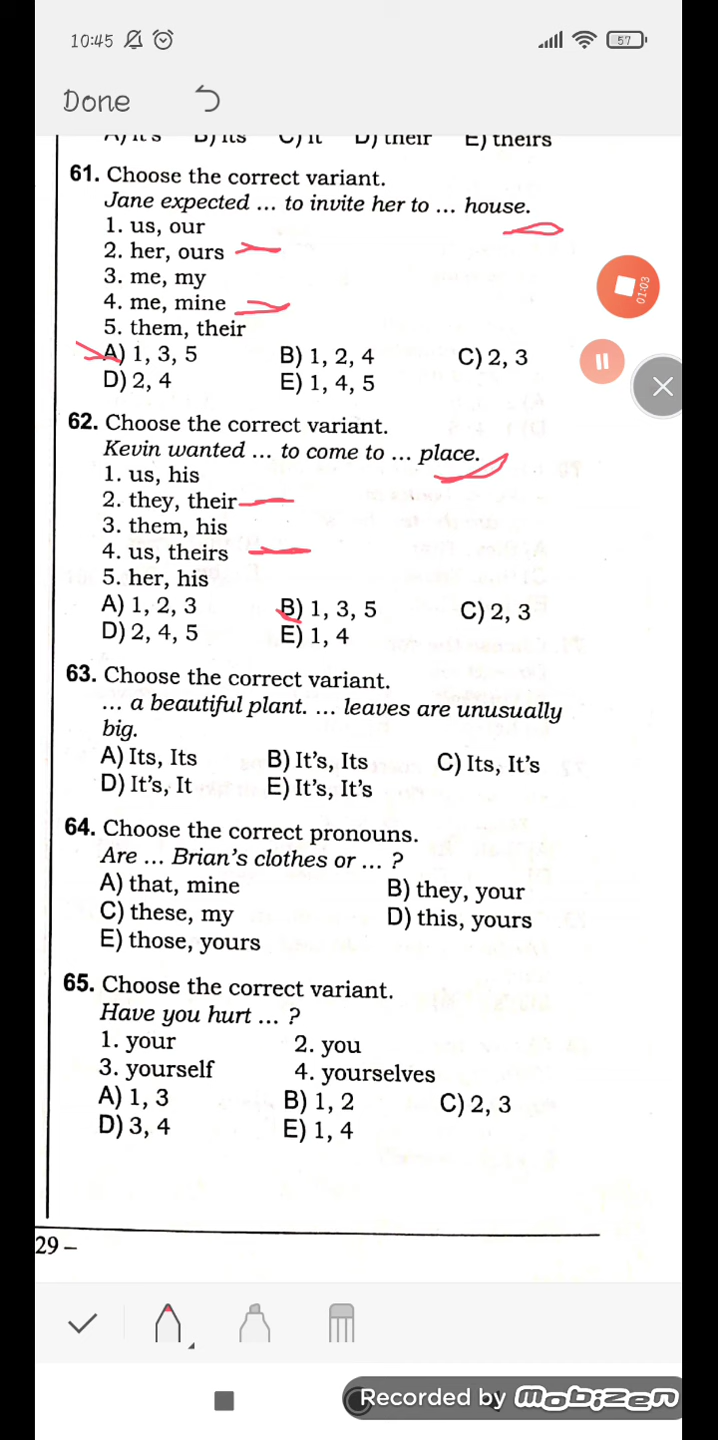 10:45
57
Done
A) it's B) its C) it D) their E) theirs
61. Choose the correct variant.
Jane expected ... to invite her to ... house.
1. us, our
2. her, ours
3. me, my
4. me, mine
5. them, their
A) 1, 3, 5 B) 1, 2, 4 C) 2, 3
D) 2, 4 E) 1, 4, 5
01:03
62. Choose the correct variant.
Kevin wanted ... to come to ... place.
1. us, his
2. they, their
3. them, his
4. us, theirs
5. her, his
A) 1, 2, 3 B) 1, 3, 5 C) 2, 3
D) 2, 4, 5 E) 1, 4
63. Choose the correct variant.
... a beautiful plant. ... leaves are unusually
big.
A) Its, Its B) It's, Its C) Its, It's
D) It's, It E) It's, It's
64. Choose the correct pronouns.
Are ... Brian's clothes or ... ?
A) that, mine B) they, your
C) these, my D) this, yours
E) those, yours
65. Choose the correct variant.
Have you hurt ... ?
1. your 2. you
3. yourself 4. yourselves
A) 1, 3 B) 1, 2 C) 2, 3
D) 3, 4 E) 1, 4
29 –
Recorded by mobizen